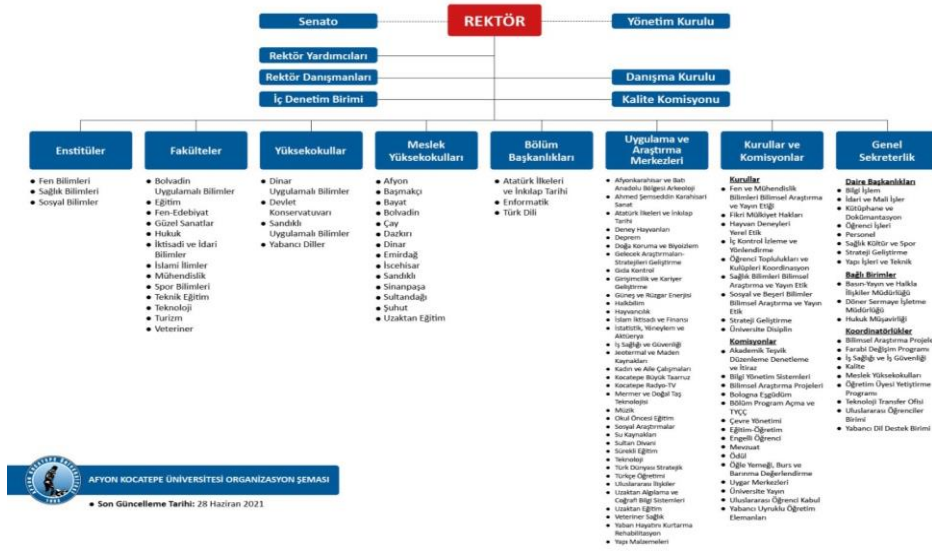 Senato
REKTÖR
Yönetim Kurulu
Rektör Yardımcıları
Rektör Danışmanları
Danışma Kurulu
İç Denetim Birimi
Kalite Komisyonu
Enstitüler
• Fen Bilimleri
• Sağlık Bilimleri
• Sosyal Bilimler
Fakülteler
• Bolvadin
Uygulamalı Bilimler
• Eğitim
• Fen-Edebiyat
• Güzel Sanatlar
• Hukuk
• İktisadi ve İdari
Bilimler
• İslami İlimler
• Mühendislik
• Spor Bilimleri
• Teknik Eğitim
• Teknoloji
• Turizm
• Veteriner
Yüksekokullar
• Dinar
Uygulamalı Bilimler
• Devlet
Konservatuvarı
• Sandıklı
Uygulamalı Bilimler
• Yabancı Diller
Meslek
Yüksekokulları
• Afyon
• Başmakçı
• Bayat
• Bolvadin
• Çay
• Dazkırı
• Dinar
• Emirdağ
• İscehisar
• Sandıklı
• Sinanpaşa
• Sultandağı
• Şuhut
• Uzaktan Eğitim
Bölüm
Başkanlıkları
• Atatürk İlkeleri
ve İnkılap Tarihi
• Enformatik
• Türk Dili
Uygulama ve
Araştırma
Merkezleri
• Afyonkarahisar ve Batı
Anadolu Bölgesi Arkeoloji
• Ahmed Şemseddin Karahisari
Sanat
• Atatürk İlkeleri ve İnkılap
Tarihi
• Deney Hayvanları
• Deprem
• Doğa Koruma ve Biyoizlem
• Gelecek Araştırmaları-
Stratejileri Geliştirme
• Gıda Kontrol
• Girişimcilik ve Kariyer
Geliştirme
• Güneş ve Rüzgar Enerjisi
• Halkbilim
• Hayvancılık
• İslam İktisadı ve Finansı
• İstatistik, Yöneylem ve
Aktüerya
• İş Sağlığı ve Güvenliği
• Jeotermal ve Maden
Kaynakları
• Kadın ve Aile Çalışmaları
• Kocatepe Büyük Taarruz
• Kocatepe Radyo-TV
• Mermer ve Doğal Taş
Teknolojisi
• Müzik
• Okul Öncesi Eğitim
• Sosyal Araştırmalar
• Su Kaynakları
• Sultan Divani
• Sürekli Eğitim
• Teknoloji
• Türk Dünyası Stratejik
• Türkçe Öğretimi
• Uluslararası İlişkiler
• Uzaktan Algılama ve
Coğrafi Bilgi Sistemleri
• Uzaktan Eğitim
• Veteriner Sağlık
• Yaban Hayatını Kurtarma
Rehabilitasyon
• Yapı Malzemeleri
Kurullar ve
Komisyonlar
Kurullar
• Fen ve Mühendislik
Bilimleri Bilimsel Araştırma
ve Yayın Etiği
• Fikri Mülkiyet Hakları
• Hayvan Deneyleri
Yerel Etik
• İç Kontrol İzleme ve
Yönlendirme
• Öğrenci Toplulukları ve
Kulüpleri Koordinasyon
• Sağlık Bilimleri Bilimsel
Araştırma ve Yayın Etik
• Sosyal ve Beşeri Bilimler
Bilimsel Araştırma ve Yayın
Etik
• Strateji Geliştirme
• Üniversite Disiplin
Komisyonlar
• Akademik Teşvik
Düzenleme Denetleme
ve İtiraz
• Bilgi Yönetim Sistemleri
• Bilimsel Araştırma Projeleri
• Bologna Eşgüdüm
• Bölüm Program Açma ve
TYÇÇ
• Çevre Yönetimi
• Eğitim-Öğretim
• Engelli Öğrenci
• Mevzuat
• Ödül
• Öğle Yemeği, Burs ve
Barınma Değerlendirme
• Uygar Merkezleri
• Üniversite Yayın
• Uluslararası Öğrenci Kabul
• Yabancı Uyruklu Öğretim
Elemanları
Genel
Sekreterlik
Daire Başkanlıkları
• Bilgi İşlem
• İdari ve Mali İşler
• Kütüphane ve
Dokümantasyon
• Öğrenci İşleri
• Personel
• Sağlık Kültür ve Spor
• Strateji Geliştirme
• Yapı İşleri ve Teknik
Bağlı Birimler
• Basın-Yayın ve Halkla
İlişkiler Müdürlüğü
• Döner Sermaye İşletme
Müdürlüğü
• Hukuk Müşavirliği
Koordinatörlükler
• Bilimsel Araştırma Projele
• Farabi Değişim Programı
• İş Sağlığı ve İş Güvenliği
• Kalite
• Meslek Yüksekokulları
• Öğretim Üyesi Yetiştirme
Programı
• Teknoloji Transfer Ofisi
• Uluslararası Öğrenciler
Birimi
• Yabancı Dil Destek Birimi
AFYON KOCATEPE ÜNİVERSİTESİ ORGANİZASYON ŞEMASI
• Son Güncelleme Tarihi: 28 Haziran 2021